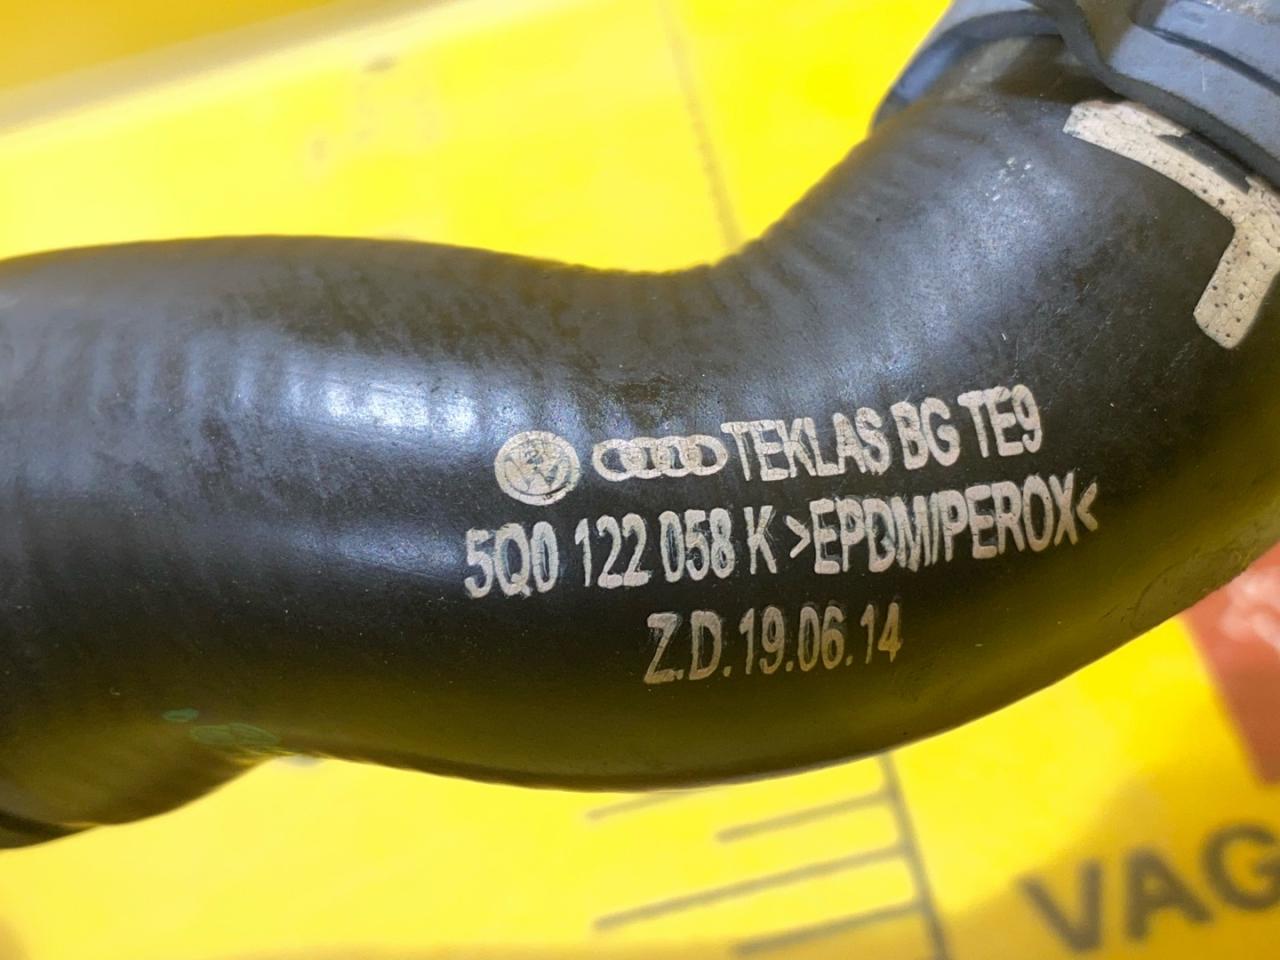 TEKLAS BG TE9
5Q0 122 058 K >EPDM/PEROX<
Z.D.19.06.14
VAG